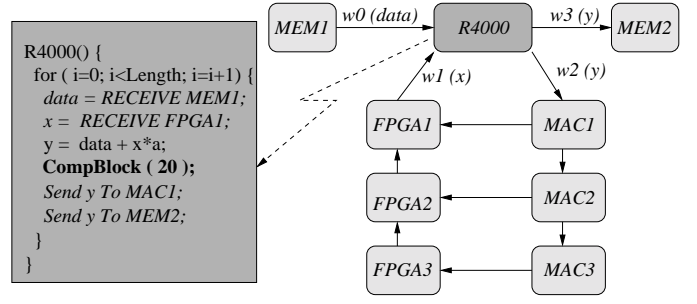 R4000() {
for ( i=0; i<Length; i=i+1) {
data = RECEIVE MEM1;
x = RECEIVE FPGA1;
y = data + x*a;
CompBlock ( 20 );
Send y To MAC1;
Send y To MEM2;
}
}
MEM1
w0 (data)
R4000
w3 (y)
MEM2
w1 (x)
w2 (y)
FPGA1
MAC1
FPGA2
MAC2
FPGA3
MAC3